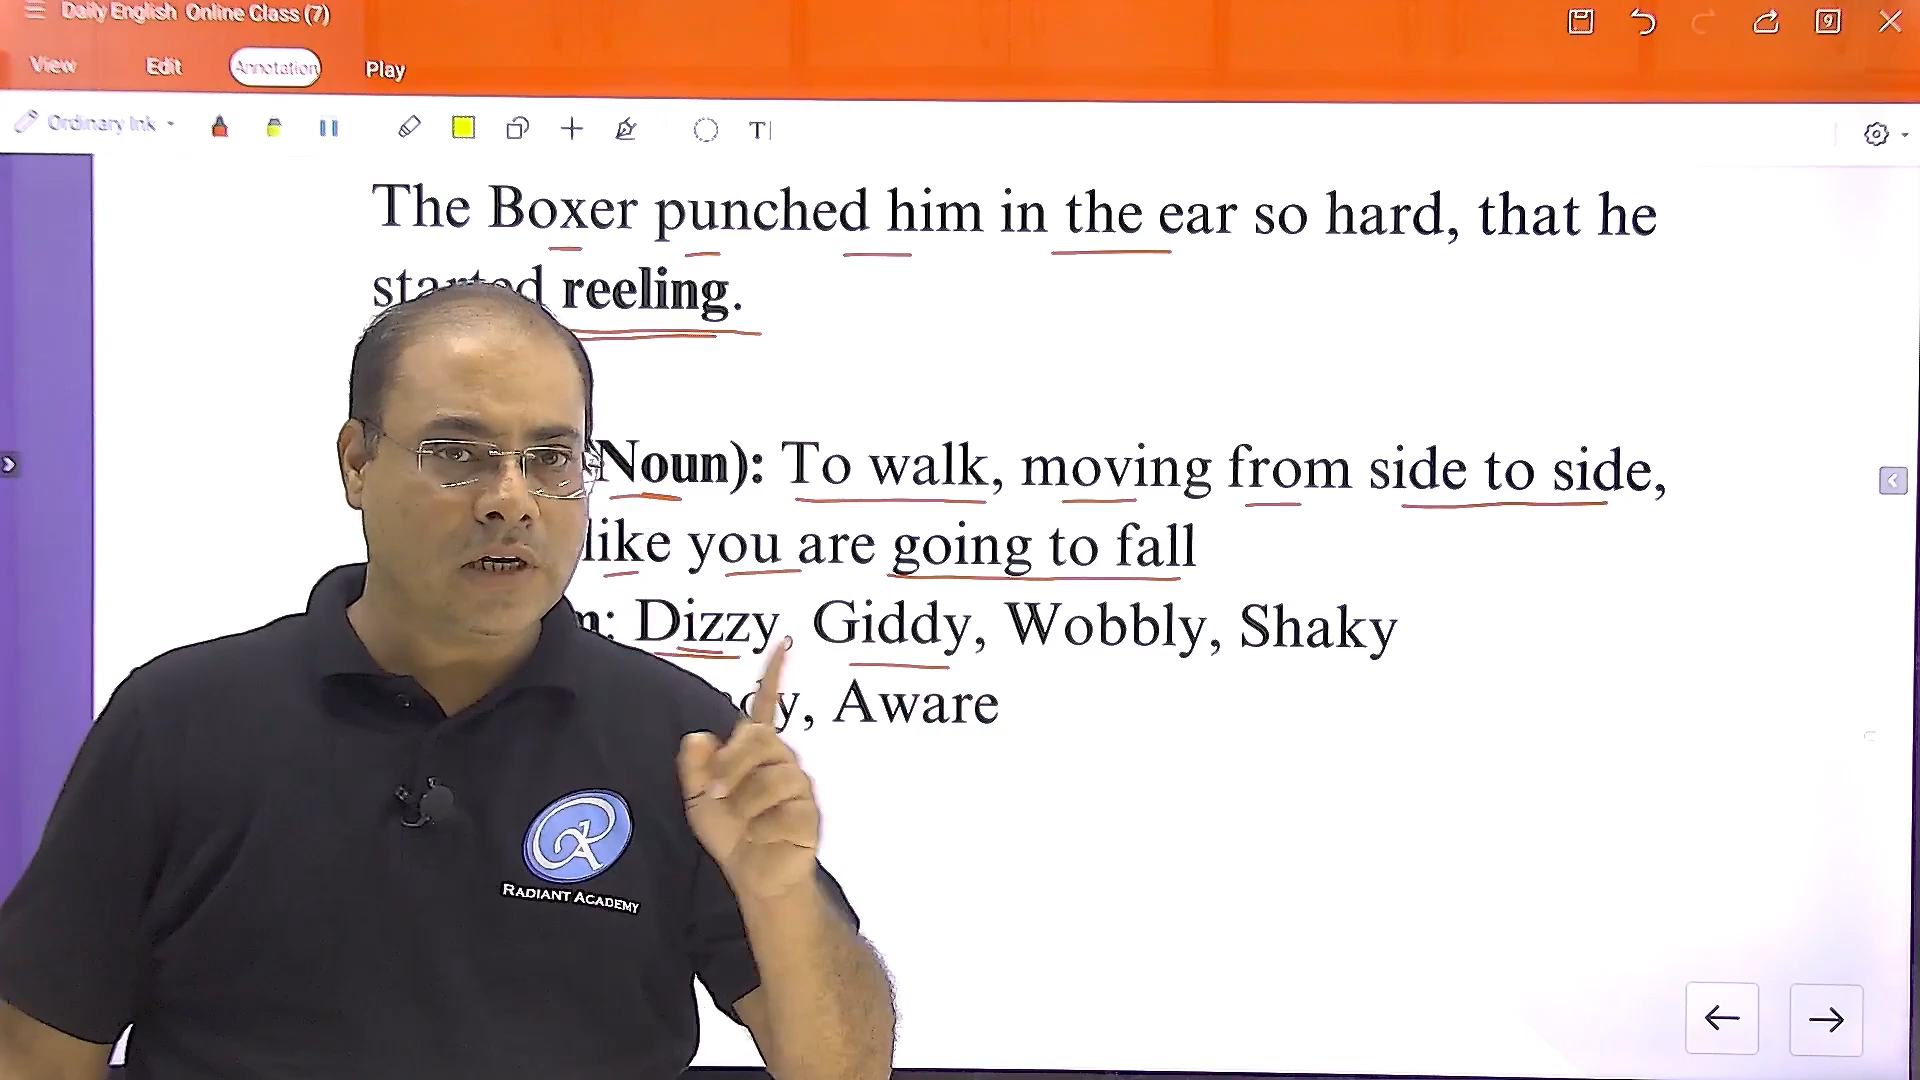 Daily English Online Class (7)
View Edit Annotation Play
Ordinary Ink
T
9
The Boxer punched him in the ear so hard, that he
started reeling.
Noun): To walk, moving from side to side,
like you are going to fall
Dizzy, Giddy, Wobbly, Shaky
Aware
RADIANT ACADEMY